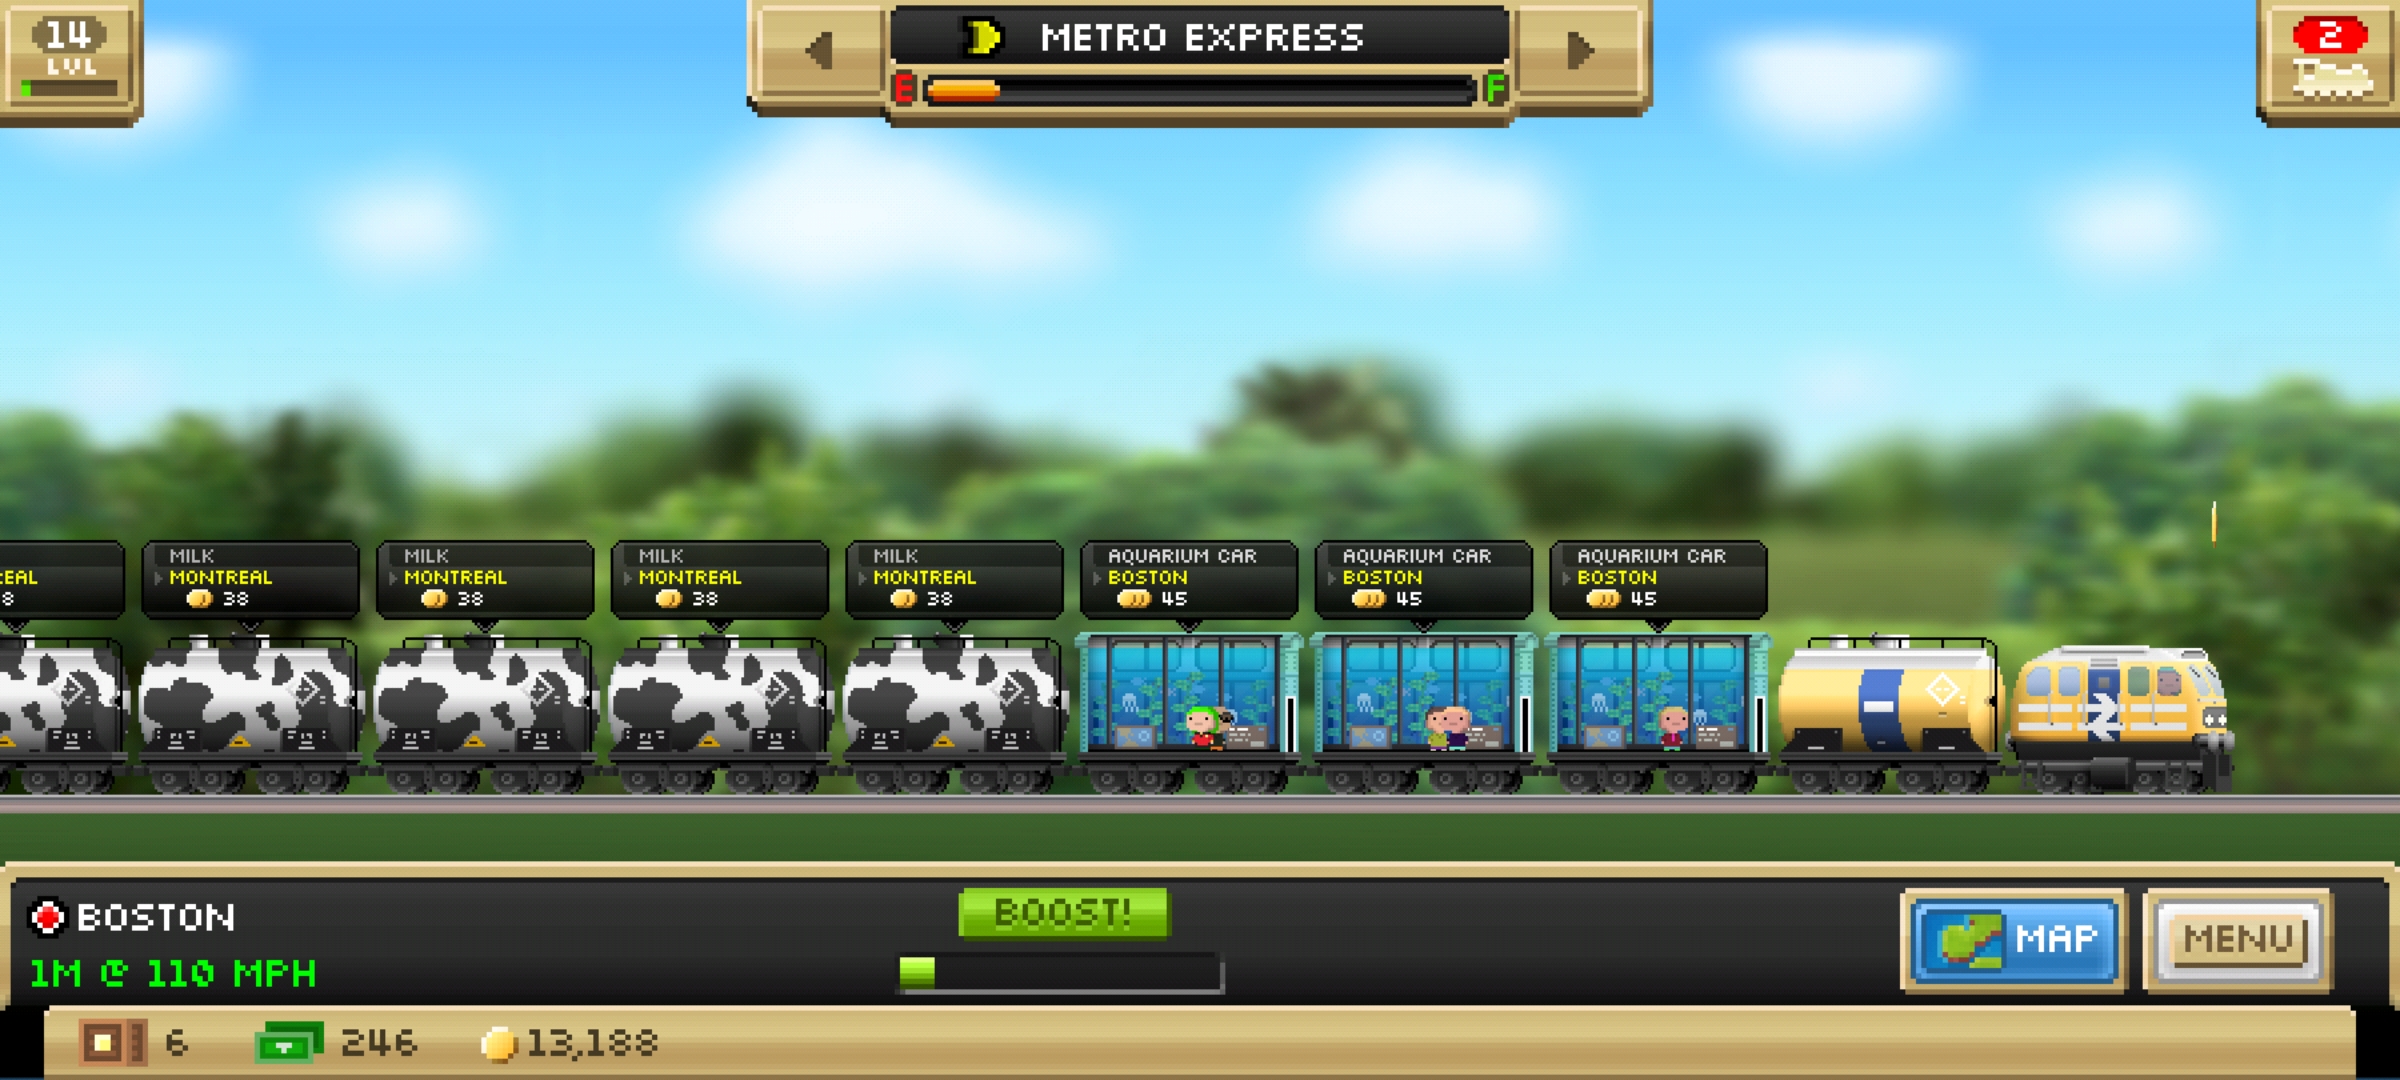 14
LVL
METRO EXPRESS
E F
2
EAL
8
MILK
MONTREAL
38
MILK
MONTREAL
38
MILK
MONTREAL
38
MILK
MONTREAL
38
AQUARIUM CAR
BOSTON
45
AQUARIUM CAR
BOSTON
45
AQUARIUM CAR
BOSTON
45
BOSTON
1M @ 110 MPH
BOOST!
MAP
MENU
6
246
13,188